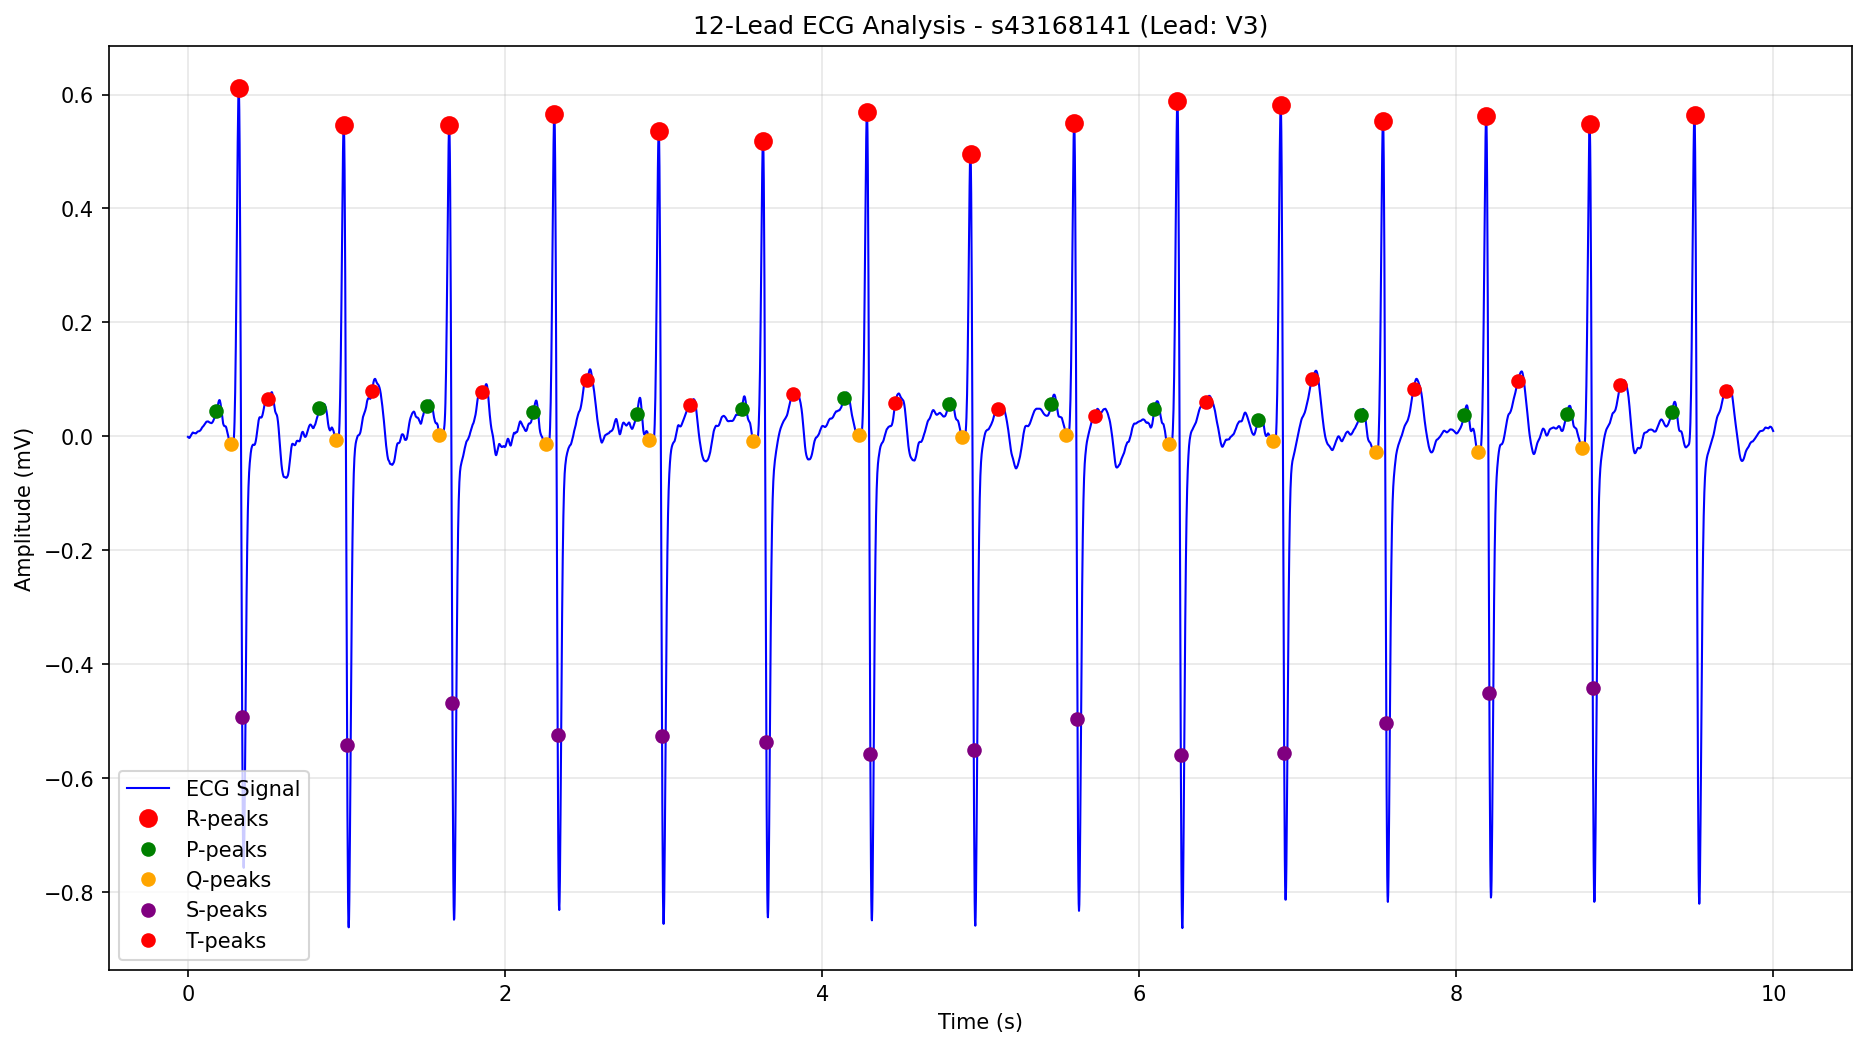 12-Lead ECG Analysis - s43168141 (Lead: V3)
0.6
0.4
0.2
0.0
−0.2
−0.4
−0.6
−0.8
Amplitude (mV)
ECG Signal
R-peaks
P-peaks
Q-peaks
S-peaks
T-peaks
0 2 4 6 8 10
Time (s)